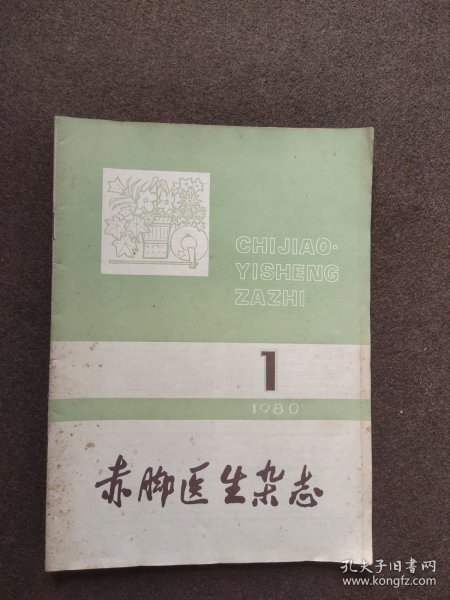 CHIJIAO-
YISHENG
ZAZHI
1
1980
赤脚医生杂志
孔夫子旧书网
www.kongfz.com